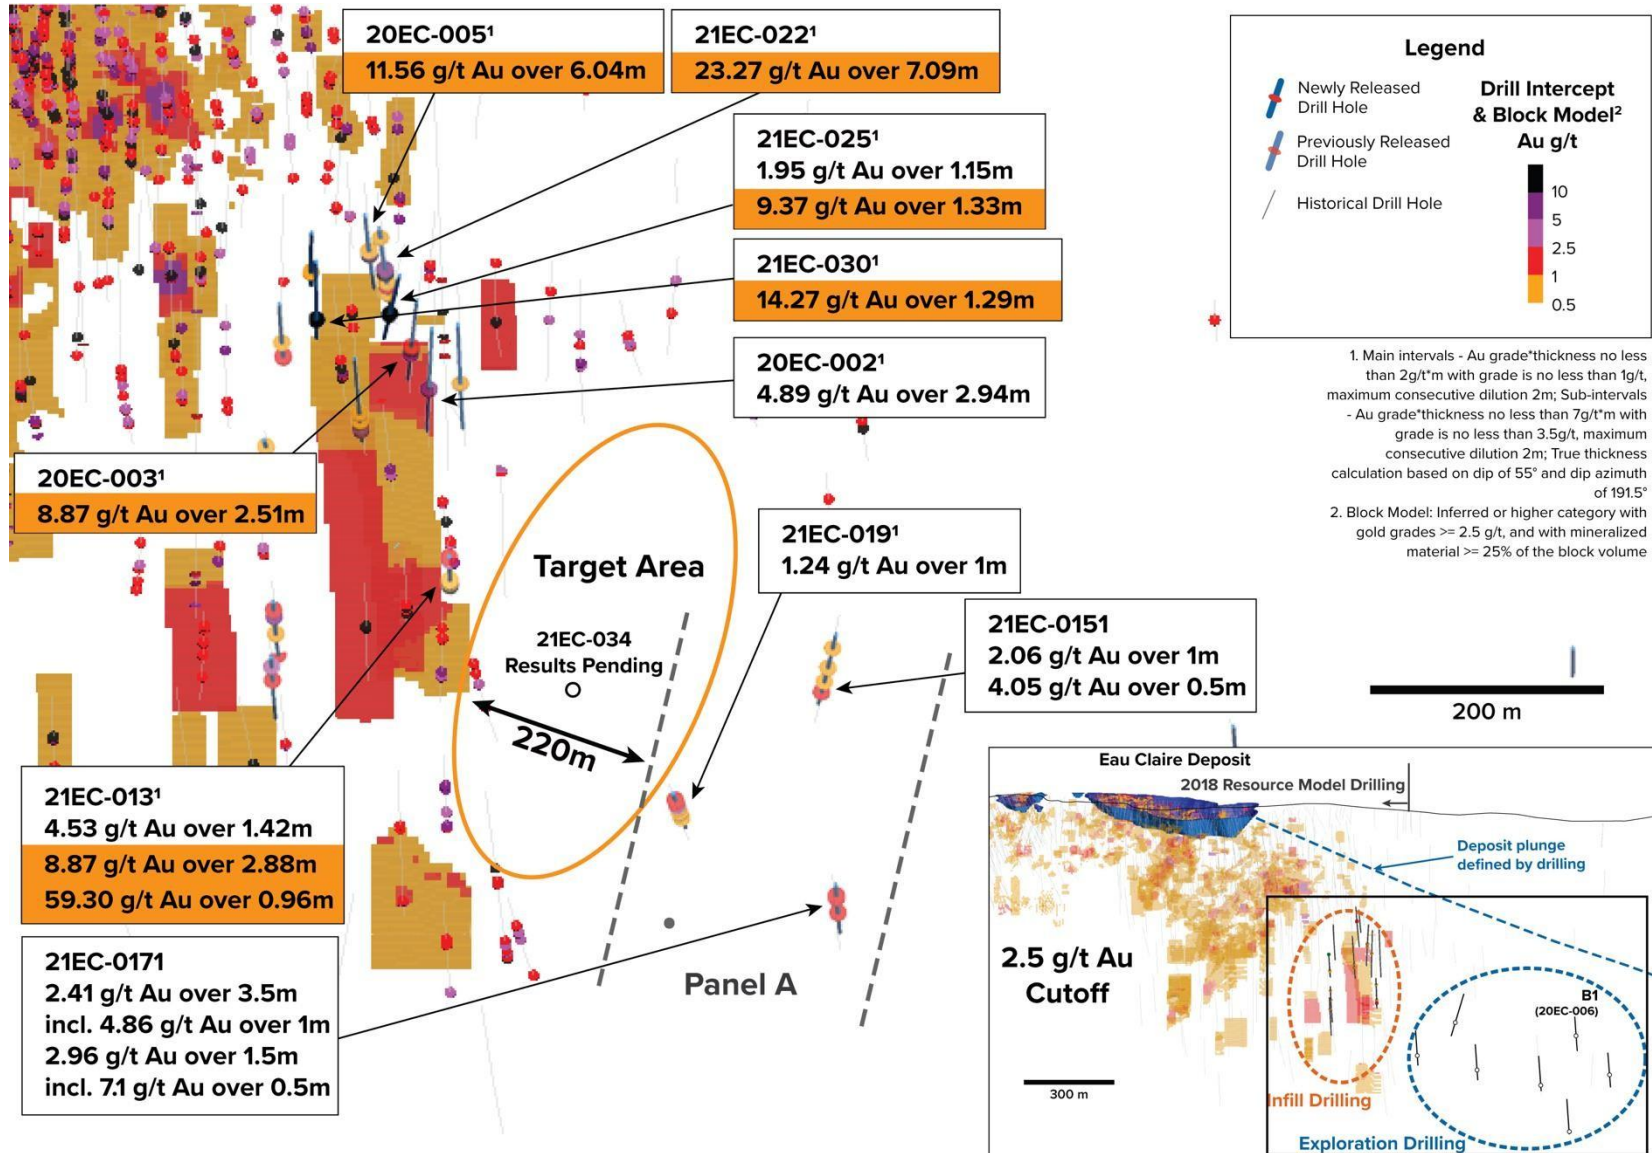 20EC-005¹
11.56 g/t Au over 6.04m
21EC-022¹
23.27 g/t Au over 7.09m
21EC-025¹
1.95 g/t Au over 1.15m
9.37 g/t Au over 1.33m
21EC-030¹
14.27 g/t Au over 1.29m
20EC-002¹
4.89 g/t Au over 2.94m
20EC-003¹
8.87 g/t Au over 2.51m
Target Area
21EC-034
Results Pending
220m
21EC-019¹
1.24 g/t Au over 1m
21EC-0151
2.06 g/t Au over 1m
4.05 g/t Au over 0.5m
21EC-013¹
4.53 g/t Au over 1.42m
8.87 g/t Au over 2.88m
59.30 g/t Au over 0.96m
21EC-0171
2.41 g/t Au over 3.5m
incl. 4.86 g/t Au over 1m
2.96 g/t Au over 1.5m
incl. 7.1 g/t Au over 0.5m
Panel A
Legend
Newly Released
Drill Hole
Previously Released
Drill Hole
Historical Drill Hole
Drill Intercept
& Block Model²
Au g/t
10
5
2.5
1
0.5
1. Main intervals - Au grade*thickness no less
than 2g/t*m with grade is no less than 1g/t,
maximum consecutive dilution 2m; Sub-intervals
- Au grade*thickness no less than 7g/t*m with
grade is no less than 3.5g/t, maximum
consecutive dilution 2m; True thickness
calculation based on dip of 55° and dip azimuth
of 191.5°
2. Block Model: Inferred or higher category with
gold grades >= 2.5 g/t, and with mineralized
material >= 25% of the block volume
200 m
Eau Claire Deposit
2018 Resource Model Drilling
Deposit plunge
defined by drilling
2.5 g/t Au
Cutoff
300 m
B1
(20EC-006)
Infill Drilling
Exploration Drilling